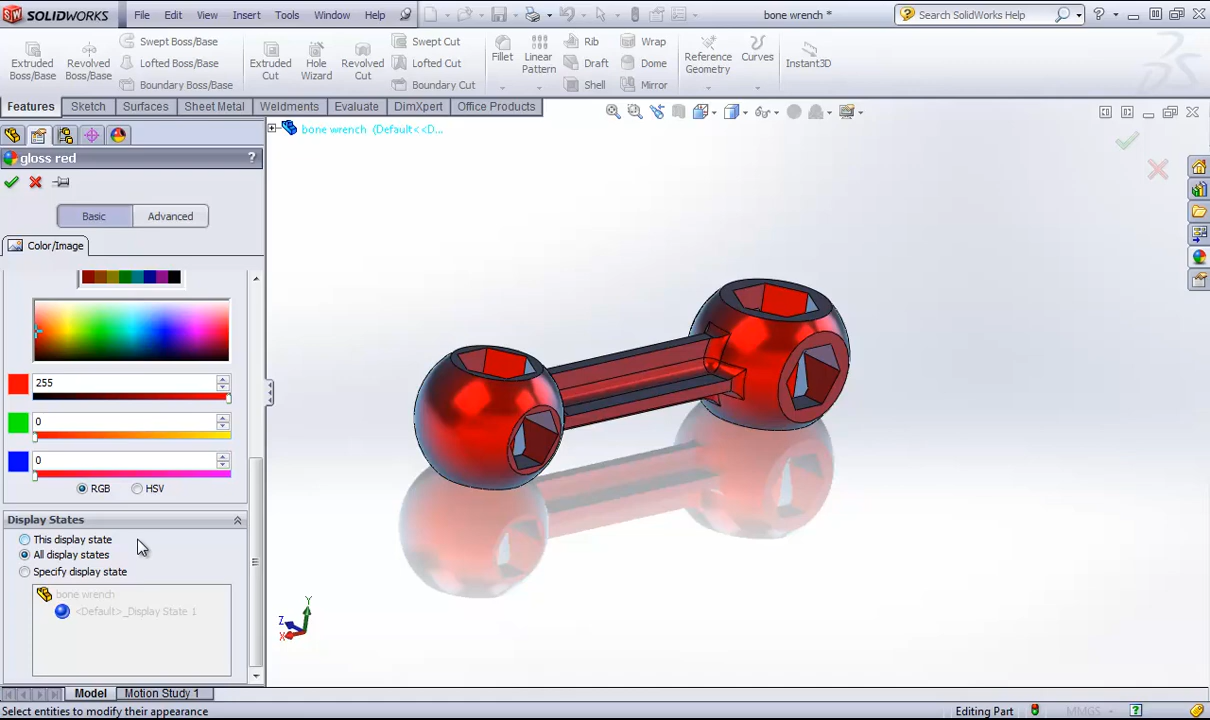 SOLIDWORKS File Edit View Insert Tools Window Help bone wrench * Search SolidWorks Help
Extruded Boss/Base
Revolved Boss/Base
Swept Boss/Base
Lofted Boss/Base
Boundary Boss/Base
Extruded Cut
Hole Wizard
Revolved Cut
Swept Cut
Lofted Cut
Boundary Cut
Fillet
Linear Pattern
Rib
Draft
Shell
Wrap
Dome
Mirror
Reference Geometry
Curves
Instant3D
Features Sketch Surfaces Sheet Metal Weldments Evaluate DimXpert Office Products
bone wrench (Default<<D...
gloss red ?
Basic Advanced
Color/Image
255
0
0
RGB HSV
Display States
This display state
All display states
Specify display state
bone wrench
<Default>_Display State 1
Y
Z
X
Model Motion Study 1
Select entities to modify their appearance Editing Part MMGS ?